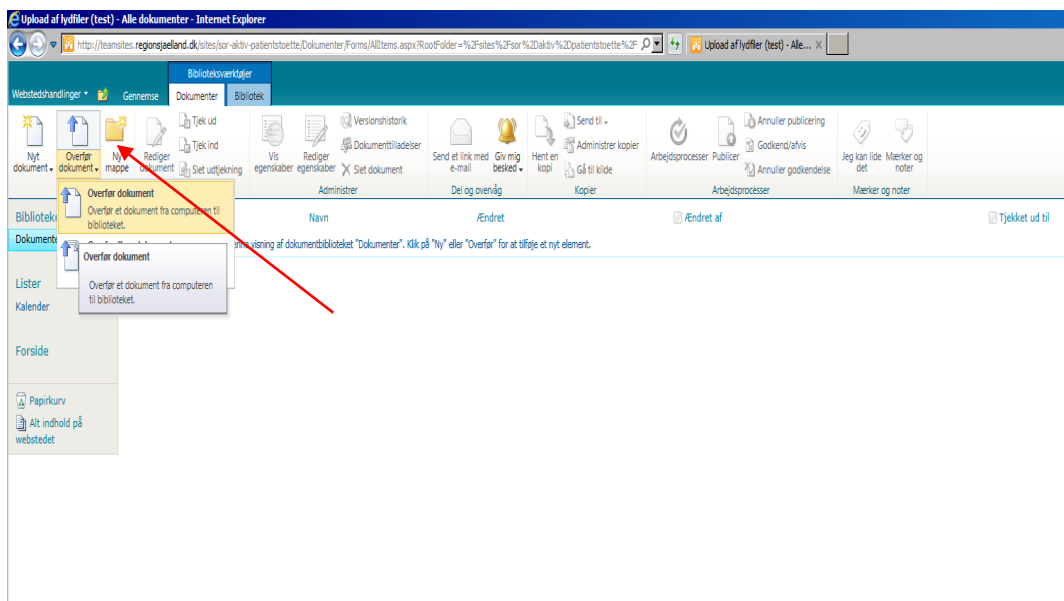 Upload af lydfiler (test) - Alle dokumenter - Internet Explorer
http://teamsites.regionsjaelland.dk/sites/sor-aktiv-patientstoette/Dokumenter/Forms/AllItems.aspx?RootFolder=%2Fsites%2Fsor%2Daktiv%2Dpatientstoette%2F
Upload af lydfiler (test) - Alle...
Biblioteksværktøjer
Webstedshandlinger
Gennemse
Dokumenter
Bibliotek
Nyt dokument
Overfør dokument
Ny mappe
Rediger dokument
Tjek ud
Tjek ind
Slet udtjekning
Vis egenskaber
Rediger egenskaber
Versionshistorik
Dokumenttilladelser
Slet dokument
Administrer
Send et link med e-mail
Giv mig besked
Del og overvåg
Hent en kopi
Send til
Administrer kopier
Gå til kilde
Kopier
Arbejdsprocesser
Publicer
Annuller publicering
Godkend/afvis
Annuller godkendelse
Arbejdsprocesser
Jeg kan lide det
Mærker og noter
Mærker og noter
Overfør dokument
Overfør et dokument fra computeren til
biblioteket.
Overfør dokument
Overfør et dokument fra computeren
til biblioteket.
Navn
Ændret
Ændret af
Tjekket ud til
visning af dokumentbiblioteket "Dokumenter". Klik på "Ny" eller "Overfør" for at tilføje et nyt element.
Lister
Kalender
Forside
Papirkurv
Alt indhold på
webstedet